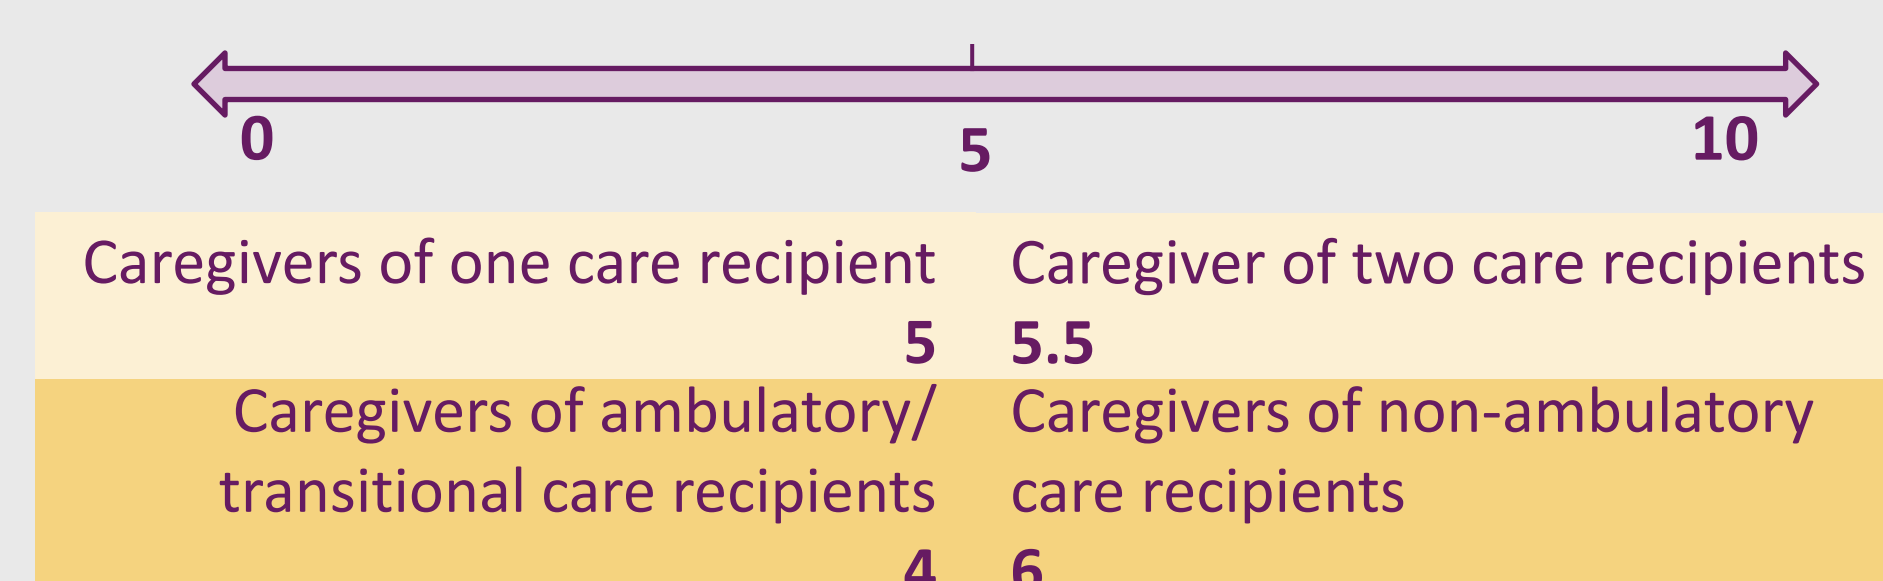 0
5
10
Caregivers of one care recipient
5
Caregiver of two care recipients
5.5
Caregivers of ambulatory/
transitional care recipients
4
Caregivers of non-ambulatory
care recipients
6